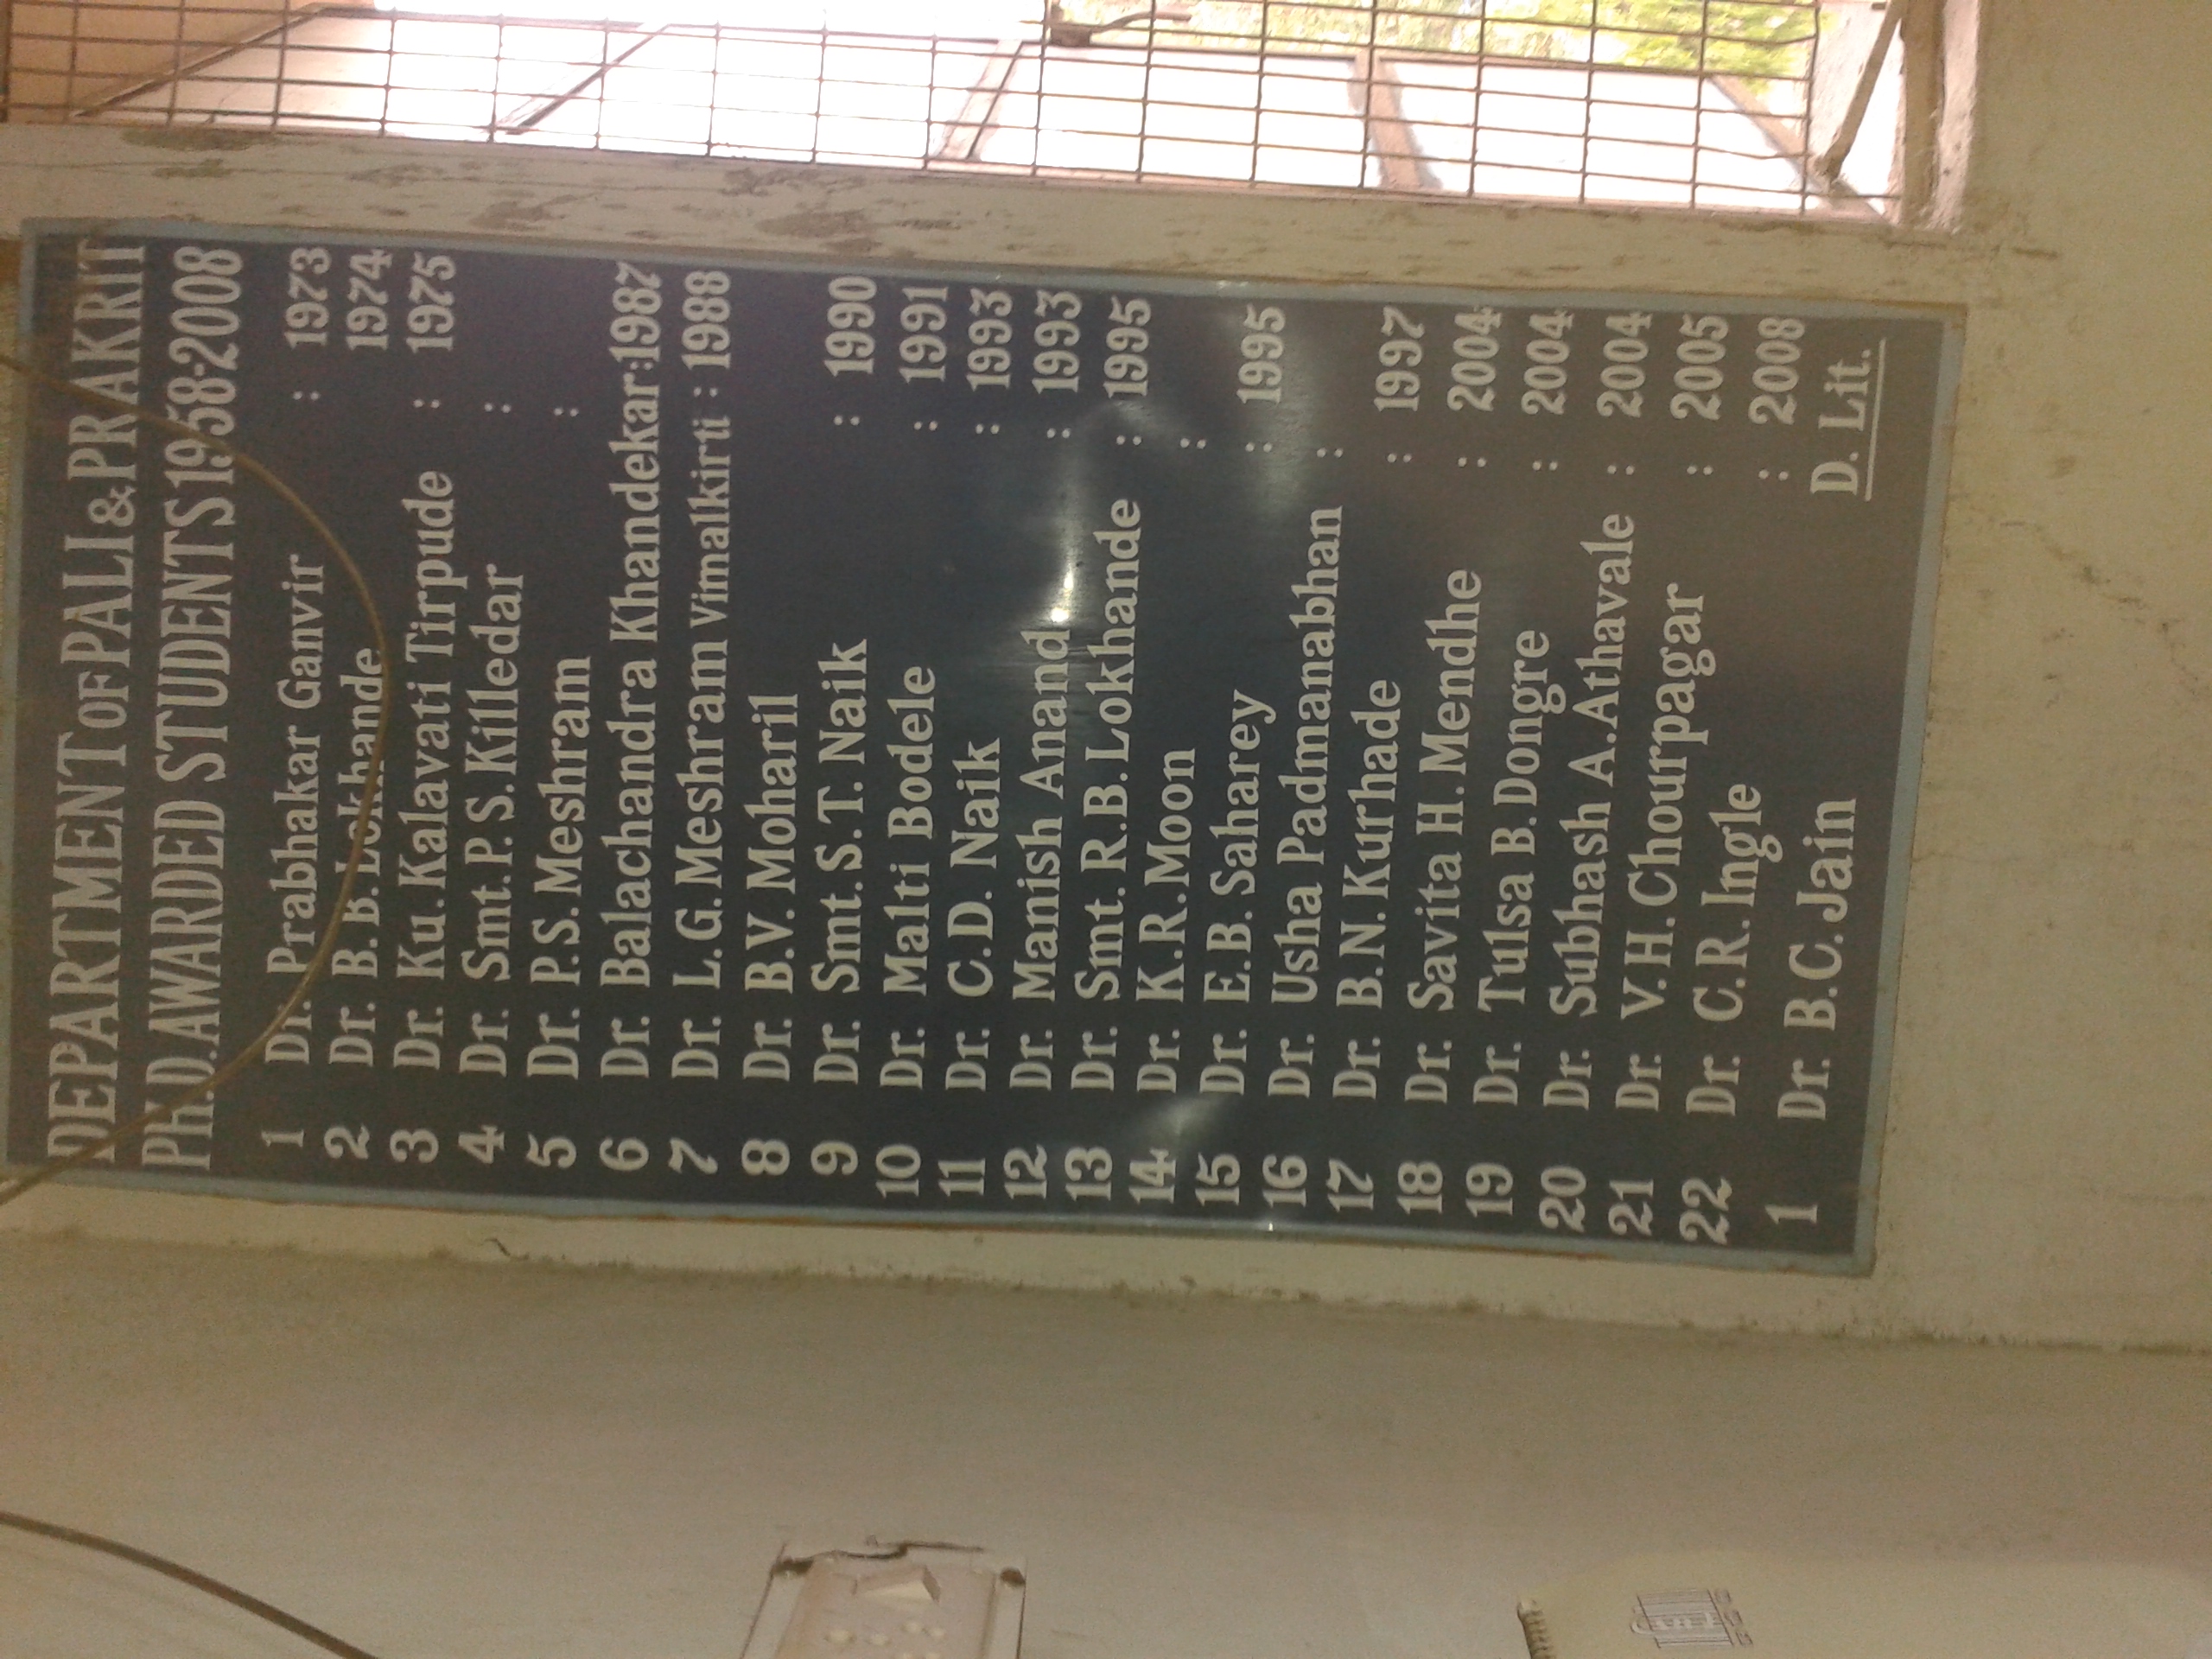 DEPARTMENT OF PALI & PRAKRIT
PH.D. AWARDED STUDENTS 1958-2008
1 Dr. Prabhakar Ganvir : 1973
2 Dr. B. B. Lokhande 1974
3 Dr. Ku. Kalavati Tirpude : 1975
4 Dr. Smt. P. S. Killedar :
5 Dr. P. S. Meshram :
6 Dr. Balachandra Khandekar : 1987
7 Dr. L. G. Meshram Vimalkirti : 1988
8 Dr. B.V. Moharil
9 Dr. Smt. S. T. Naik : 1990
10 Dr. Malti Bodele : 1991
11 Dr. C.D. Naik : 1993
12 Dr. Manish Anand : 1993
13 Dr. Smt. R.B. Lokhande : 1995
14 Dr. K.R. Moon :
15 Dr. E.B. Saharey : 1995
16 Dr. Usha Padmanabhan :
17 Dr. B.N. Kurhade : 1997
18 Dr. Savita H. Mendhe : 2004
19 Dr. Tulsa B. Dongre : 2004
20 Dr. Subhash A. Athavale : 2004
21 Dr. V. H. Chourpagar : 2005
22 Dr. C.R. Ingle : 2008
1 Dr. B.C. Jain D. Lit.